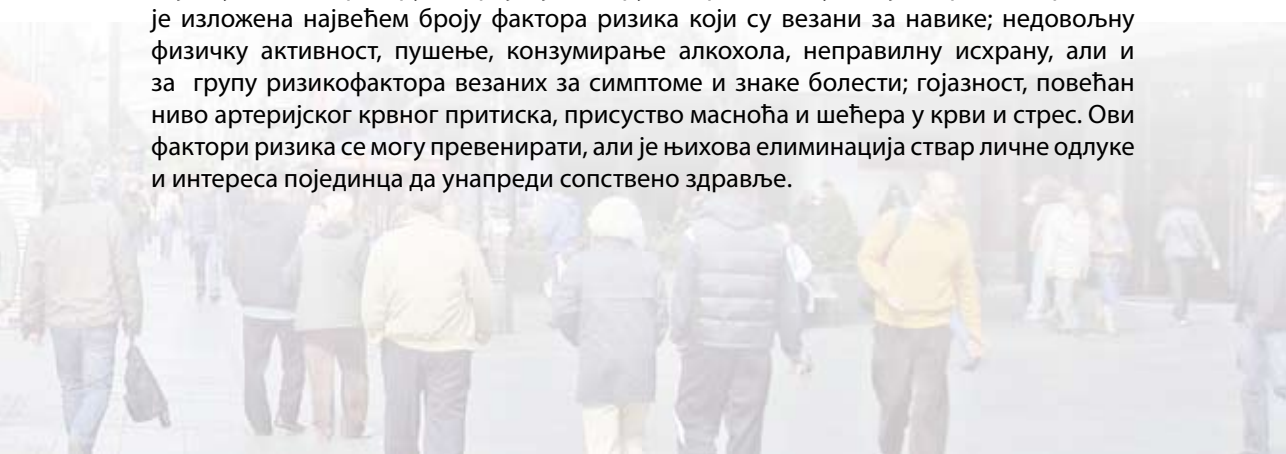 је изложена највећем броју фактора ризика који су везани за навике; недовољну
физичку активност, пушење, конзумирање алкохола, неправилну исхрану, али и
за групу ризикофактора везаних за симптоме и знаке болести; гојазност, повећан
ниво артеријског крвног притиска, присуство масноћа и шећера у крви и стрес. Ови
фактори ризика се могу превенирати, али је њихова елиминација ствар личне одлуке
и интереса појединца да унапреди сопствено здравље.